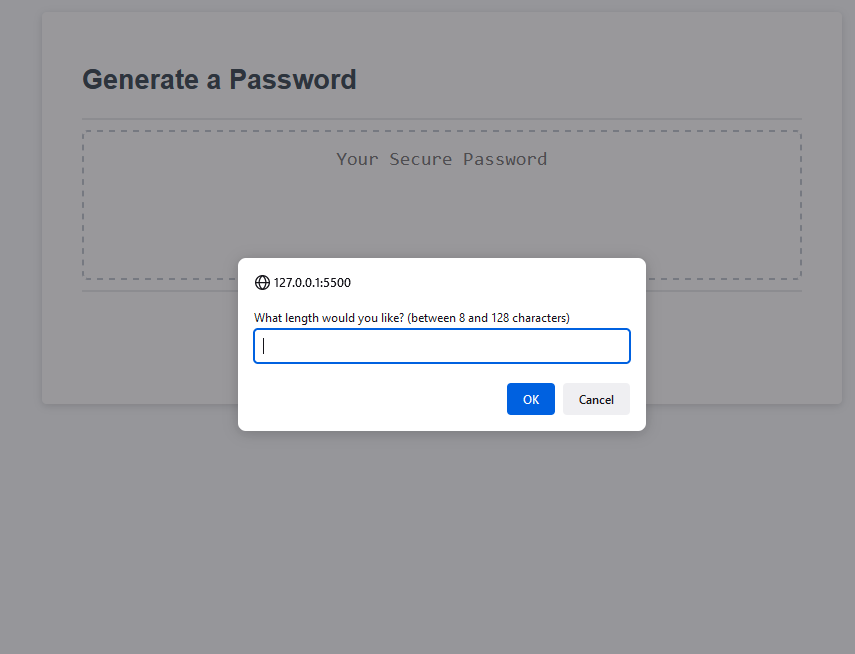 Generate a Password
Your Secure Password
127.0.0.1:5500
What length would you like? (between 8 and 128 characters)
OK
Cancel